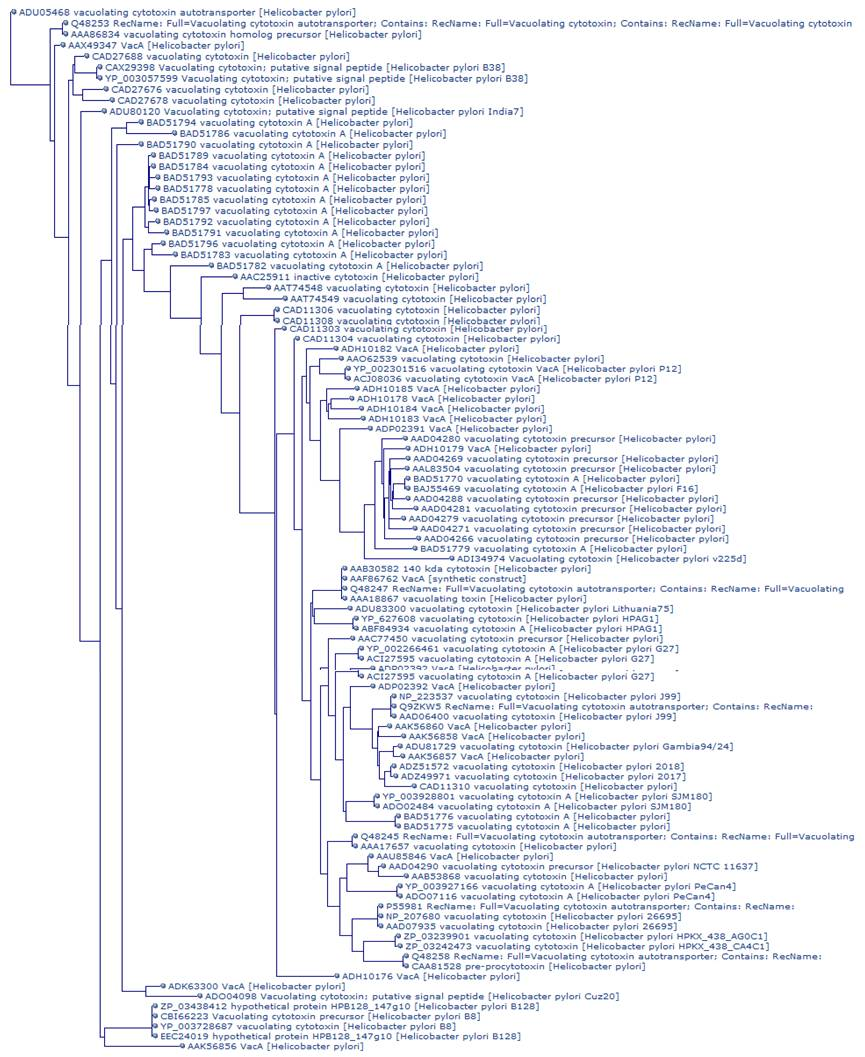 ADU05468 vacuolating cytotoxin autotransporter [Helicobacter pylori]
Q48253 RecName: Full=Vacuolating cytotoxin autotransporter; Contains: RecName: Full=Vacuolating cytotoxin
AAA86834 vacuolating cytotoxin homolog precursor [Helicobacter pylori]
AAX49347 VacA [Helicobacter pylori]
CAD27688 vacuolating cytotoxin [Helicobacter pylori]
CAX29398 Vacuolating cytotoxin; putative signal peptide [Helicobacter pylori B38]
YP_003057599 Vacuolating cytotoxin; putative signal peptide [Helicobacter pylori B38]
CAD27676 vacuolating cytotoxin [Helicobacter pylori]
CAD27678 vacuolating cytotoxin [Helicobacter pylori]
ADU80120 Vacuolating cytotoxin; putative signal peptide [Helicobacter pylori India7]
BAD51794 vacuolating cytotoxin A [Helicobacter pylori]
BAD51786 vacuolating cytotoxin A [Helicobacter pylori]
BAD51790 vacuolating cytotoxin A [Helicobacter pylori]
BAD51789 vacuolating cytotoxin A [Helicobacter pylori]
BAD51784 vacuolating cytotoxin A [Helicobacter pylori]
BAD51793 vacuolating cytotoxin A [Helicobacter pylori]
BAD51778 vacuolating cytotoxin A [Helicobacter pylori]
BAD51785 vacuolating cytotoxin A [Helicobacter pylori]
BAD51797 vacuolating cytotoxin A [Helicobacter pylori]
BAD51792 vacuolating cytotoxin A [Helicobacter pylori]
BAD51791 vacuolating cytotoxin A [Helicobacter pylori]
BAD51796 vacuolating cytotoxin A [Helicobacter pylori]
BAD51783 vacuolating cytotoxin A [Helicobacter pylori]
BAD51782 vacuolating cytotoxin A [Helicobacter pylori]
AAC25911 inactive cytotoxin [Helicobacter pylori]
AAT74548 vacuolating cytotoxin [Helicobacter pylori]
AAT74549 vacuolating cytotoxin [Helicobacter pylori]
CAD11306 vacuolating cytotoxin [Helicobacter pylori]
CAD11308 vacuolating cytotoxin [Helicobacter pylori]
CAD11303 vacuolating cytotoxin [Helicobacter pylori]
CAD11304 vacuolating cytotoxin [Helicobacter pylori]
ADH10182 VacA [Helicobacter pylori]
AAO62539 vacuolating cytotoxin [Helicobacter pylori]
YP_002301516 vacuolating cytotoxin VacA [Helicobacter pylori P12]
ACJ08036 vacuolating cytotoxin VacA [Helicobacter pylori P12]
ADH10185 VacA [Helicobacter pylori]
ADH10178 VacA [Helicobacter pylori]
ADH10184 VacA [Helicobacter pylori]
ADH10183 VacA [Helicobacter pylori]
ADP02391 VacA [Helicobacter pylori]
AAD04280 vacuolating cytotoxin precursor [Helicobacter pylori]
ADH10179 VacA [Helicobacter pylori]
AAD04269 vacuolating cytotoxin precursor [Helicobacter pylori]
AAL83504 vacuolating cytotoxin precursor [Helicobacter pylori]
BAD51770 vacuolating cytotoxin A [Helicobacter pylori]
BAJ55469 vacuolating cytotoxin A [Helicobacter pylori F16]
AAD04288 vacuolating cytotoxin precursor [Helicobacter pylori]
AAD04281 vacuolating cytotoxin precursor [Helicobacter pylori]
AAD04279 vacuolating cytotoxin precursor [Helicobacter pylori]
AAD04271 vacuolating cytotoxin precursor [Helicobacter pylori]
AAD04266 vacuolating cytotoxin precursor [Helicobacter pylori]
BAD51779 vacuolating cytotoxin A [Helicobacter pylori]
ADI34974 Vacuolating cytotoxin [Helicobacter pylori v225d]
AAB30582 140 kda cytotoxin [Helicobacter pylori]
AAF86762 VacA [synthetic construct]
Q48247 RecName: Full=Vacuolating cytotoxin autotransporter; Contains: RecName: Full=Vacuolating
AAA18867 vacuolating toxin [Helicobacter pylori]
ADU83300 vacuolating cytotoxin [Helicobacter pylori Lithuania75]
YP_627608 vacuolating cytotoxin A [Helicobacter pylori HPAG1]
ABF84934 vacuolating cytotoxin A [Helicobacter pylori HPAG1]
AAC77450 vacuolating cytotoxin precursor [Helicobacter pylori]
YP_002266461 vacuolating cytotoxin A [Helicobacter pylori G27]
ACI27595 vacuolating cytotoxin A [Helicobacter pylori G27]
ADP02392 VacA [Helicobacter pylori]
ACI27595 vacuolating cytotoxin A [Helicobacter pylori G27]
ADP02392 VacA [Helicobacter pylori]
NP_223537 vacuolating cytotoxin [Helicobacter pylori J99]
Q9ZKW5 RecName: Full=Vacuolating cytotoxin autotransporter; Contains: RecName:
AAD06400 vacuolating cytotoxin [Helicobacter pylori J99]
AAK56860 VacA [Helicobacter pylori]
AAK56858 VacA [Helicobacter pylori]
ADU81729 vacuolating cytotoxin [Helicobacter pylori Gambia94/24]
AAK56857 VacA [Helicobacter pylori]
ADZ51572 vacuolating cytotoxin [Helicobacter pylori 2018]
ADZ49971 vacuolating cytotoxin [Helicobacter pylori 2017]
CAD11310 vacuolating cytotoxin [Helicobacter pylori]
YP_003928801 vacuolating cytotoxin A [Helicobacter pylori SJM180]
ADO02484 vacuolating cytotoxin A [Helicobacter pylori SJM180]
BAD51776 vacuolating cytotoxin A [Helicobacter pylori]
BAD51775 vacuolating cytotoxin A [Helicobacter pylori]
Q48245 RecName: Full=Vacuolating cytotoxin autotransporter; Contains: RecName: Full=Vacuolating
AAA17657 vacuolating cytotoxin [Helicobacter pylori]
AAU85846 VacA [Helicobacter pylori]
AAD04290 vacuolating cytotoxin precursor [Helicobacter pylori NCTC 11637]
AAB53868 vacuolating cytotoxin [Helicobacter pylori]
YP_003927166 vacuolating cytotoxin A [Helicobacter pylori PeCan4]
ADO07116 vacuolating cytotoxin A [Helicobacter pylori PeCan4]
P55981 RecName: Full=Vacuolating cytotoxin autotransporter; Contains: RecName:
NP_207680 vacuolating cytotoxin [Helicobacter pylori 26695]
AAD07935 vacuolating cytotoxin [Helicobacter pylori 26695]
ZP_03239901 vacuolating cytotoxin [Helicobacter pylori HPKX_438_AG0C1]
ZP_03242473 vacuolating cytotoxin [Helicobacter pylori HPKX_438_CA4C1]
Q48258 RecName: Full=Vacuolating cytotoxin autotransporter; Contains: RecName:
CAA81528 pre-procytotoxin [Helicobacter pylori]
ADH10176 VacA [Helicobacter pylori]
ADK63300 VacA [Helicobacter pylori]
ADO04098 Vacuolating cytotoxin; putative signal peptide [Helicobacter pylori Cuz20]
ZP_03438412 hypothetical protein HPB128_147g10 [Helicobacter pylori B128]
CBI66223 Vacuolating cytotoxin precursor [Helicobacter pylori B8]
YP_003728687 vacuolating cytotoxin [Helicobacter pylori B8]
EEC24019 hypothetical protein HPB128_147g10 [Helicobacter pylori B128]
AAK56856 VacA [Helicobacter pylori]